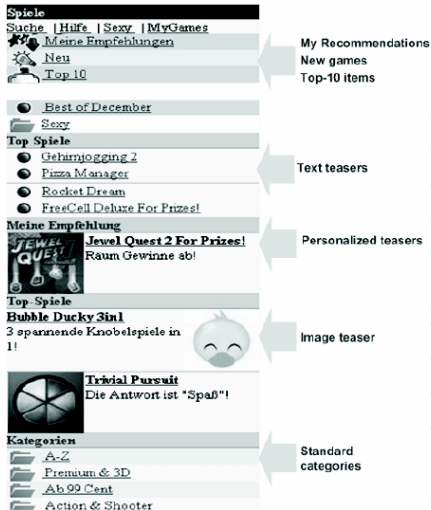 Spiele
Suche | Hilfe | Sexy | MyGames
Meine Empfehlungen
Neu
Top 10
My Recommendations
New games
Top-10 items
Best of December
Sexy
Top Spiele
Gehirnjogging 2
Pizza Manager
Text teasers
Rocket Dream
FreeCell Deluxe For Prizes!
Meine Empfehlung
JEWEL QUEST
Jewel Quest 2 For Prizes!
Räum Gewinne ab!
Personalized teasers
Top-Spiele
Bubble Ducky 3in1
3 spannende Knobelspiele in
1!
Image teaser
Trivial Pursuit
Die Antwort ist "Spaß"!
Kategorien
A-Z
Premium & 3D
Ab 99 Cent
Action & Shooter
Standard
categories